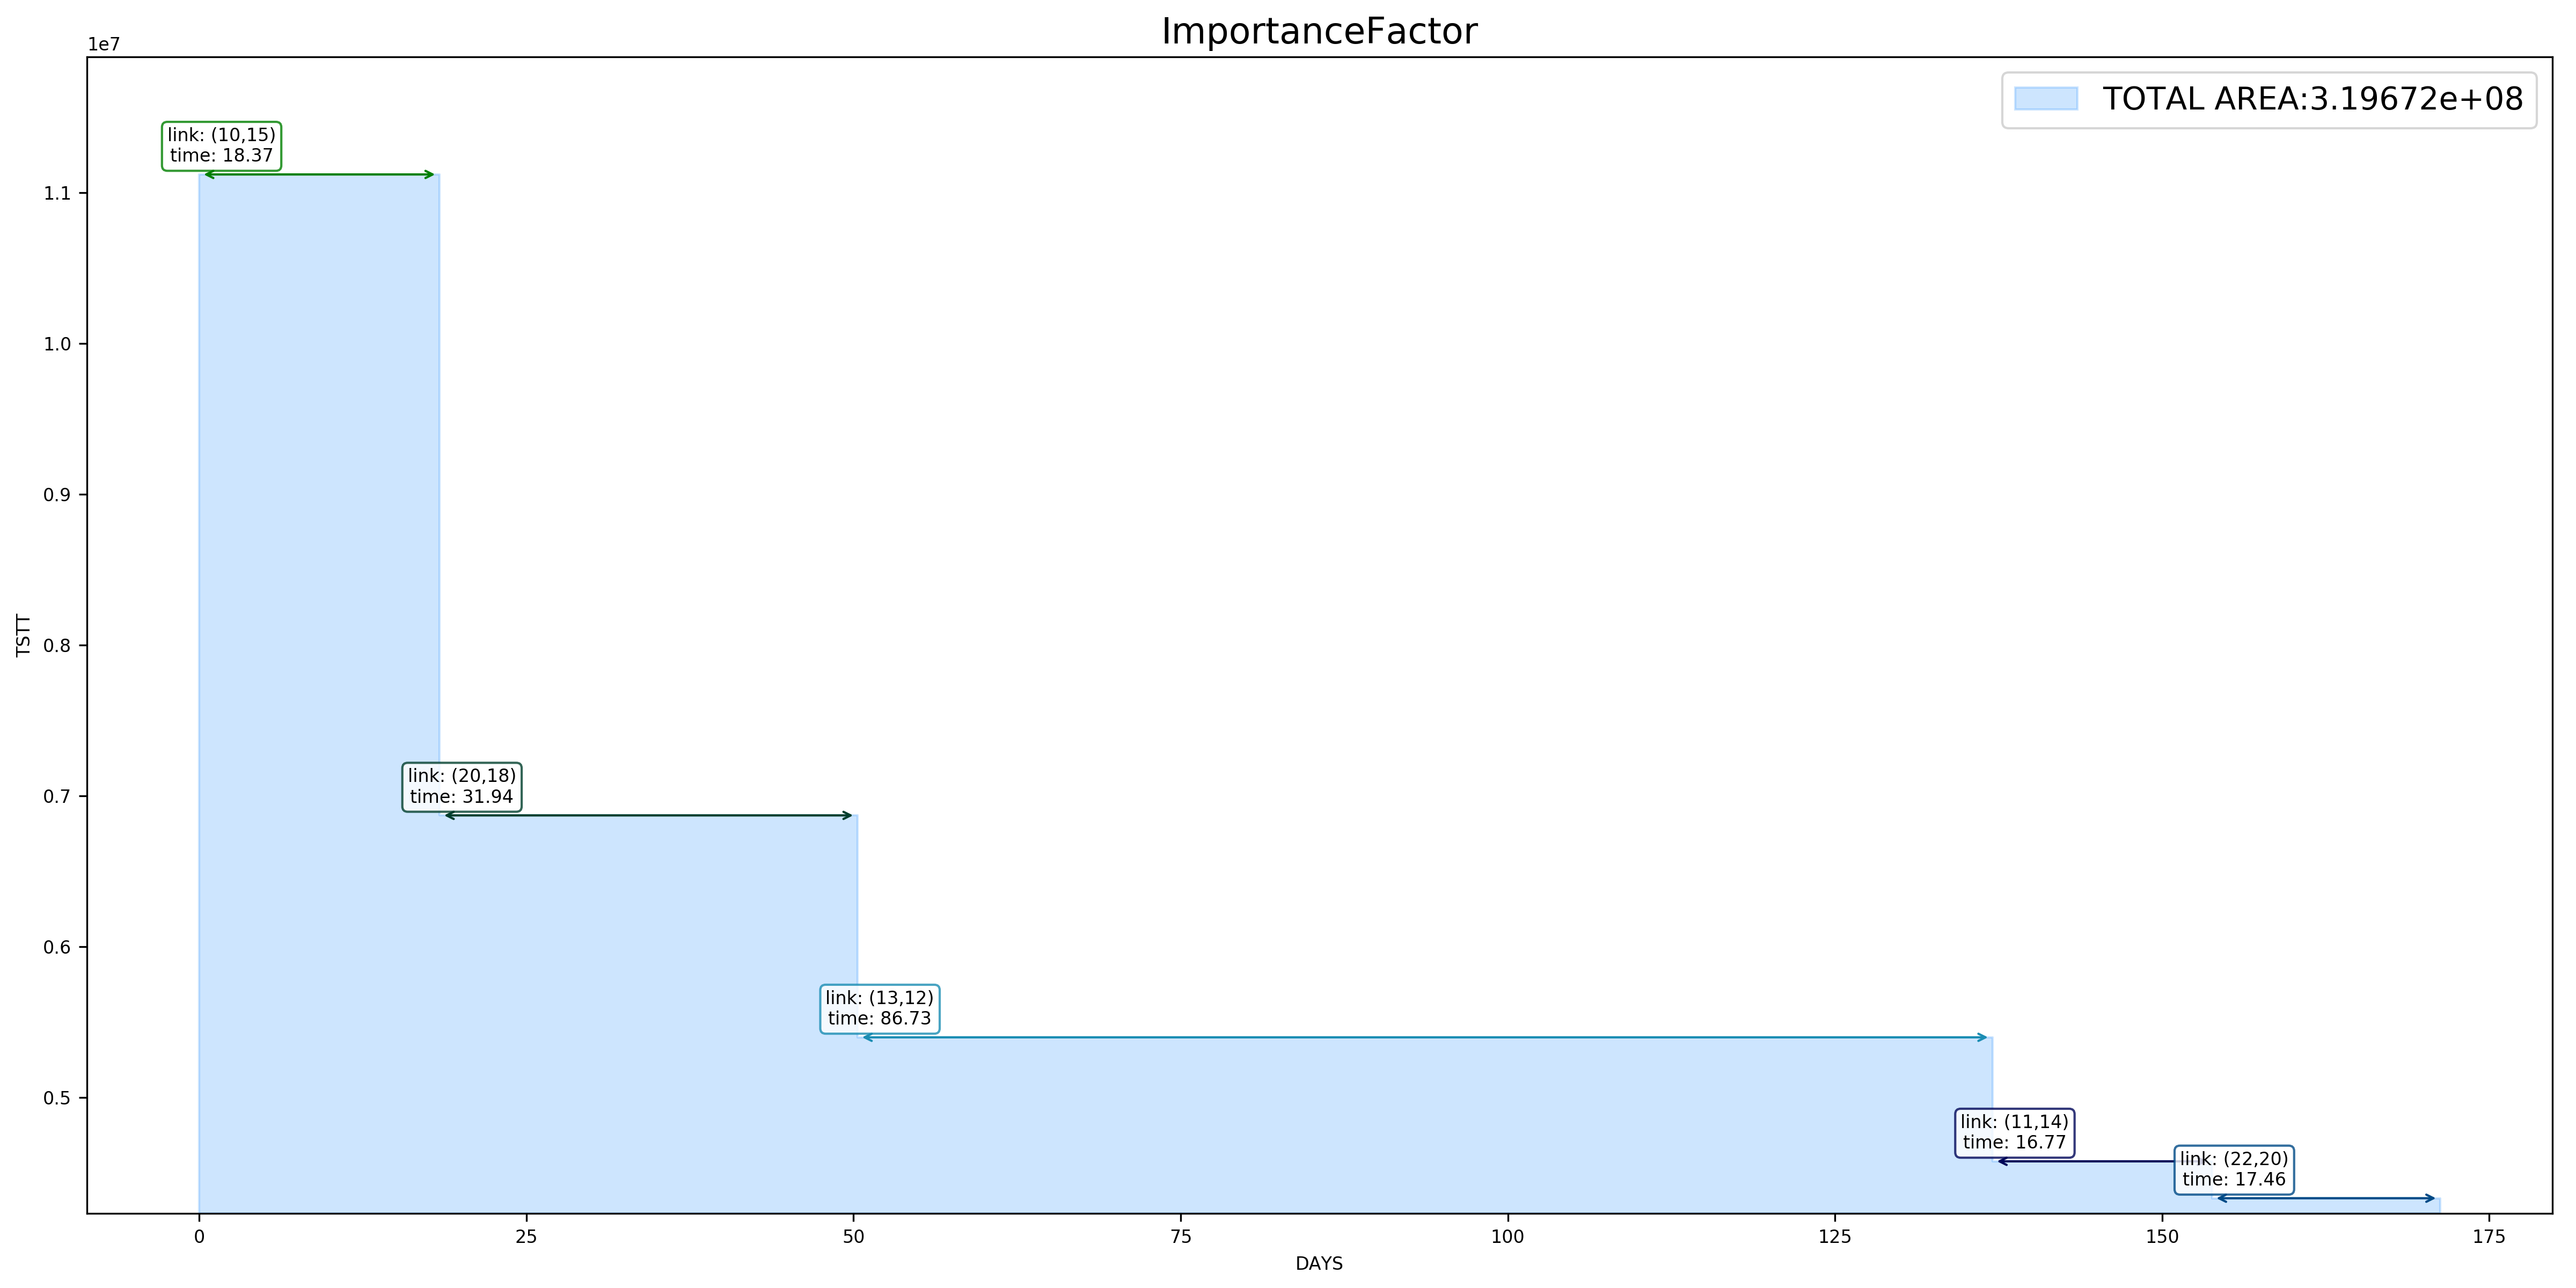 ImportanceFactor
1e7
TOTAL AREA:3.19672e+08
link: (10,15)
time: 18.37
1.1
1.0
0.9
0.8
TSTT
0.7
link: (20,18)
time: 31.94
0.6
link: (13,12)
time: 86.73
0.5
link: (11,14)
time: 16.77
link: (22,20)
time: 17.46
0
25
50
75
100
125
150
175
DAYS